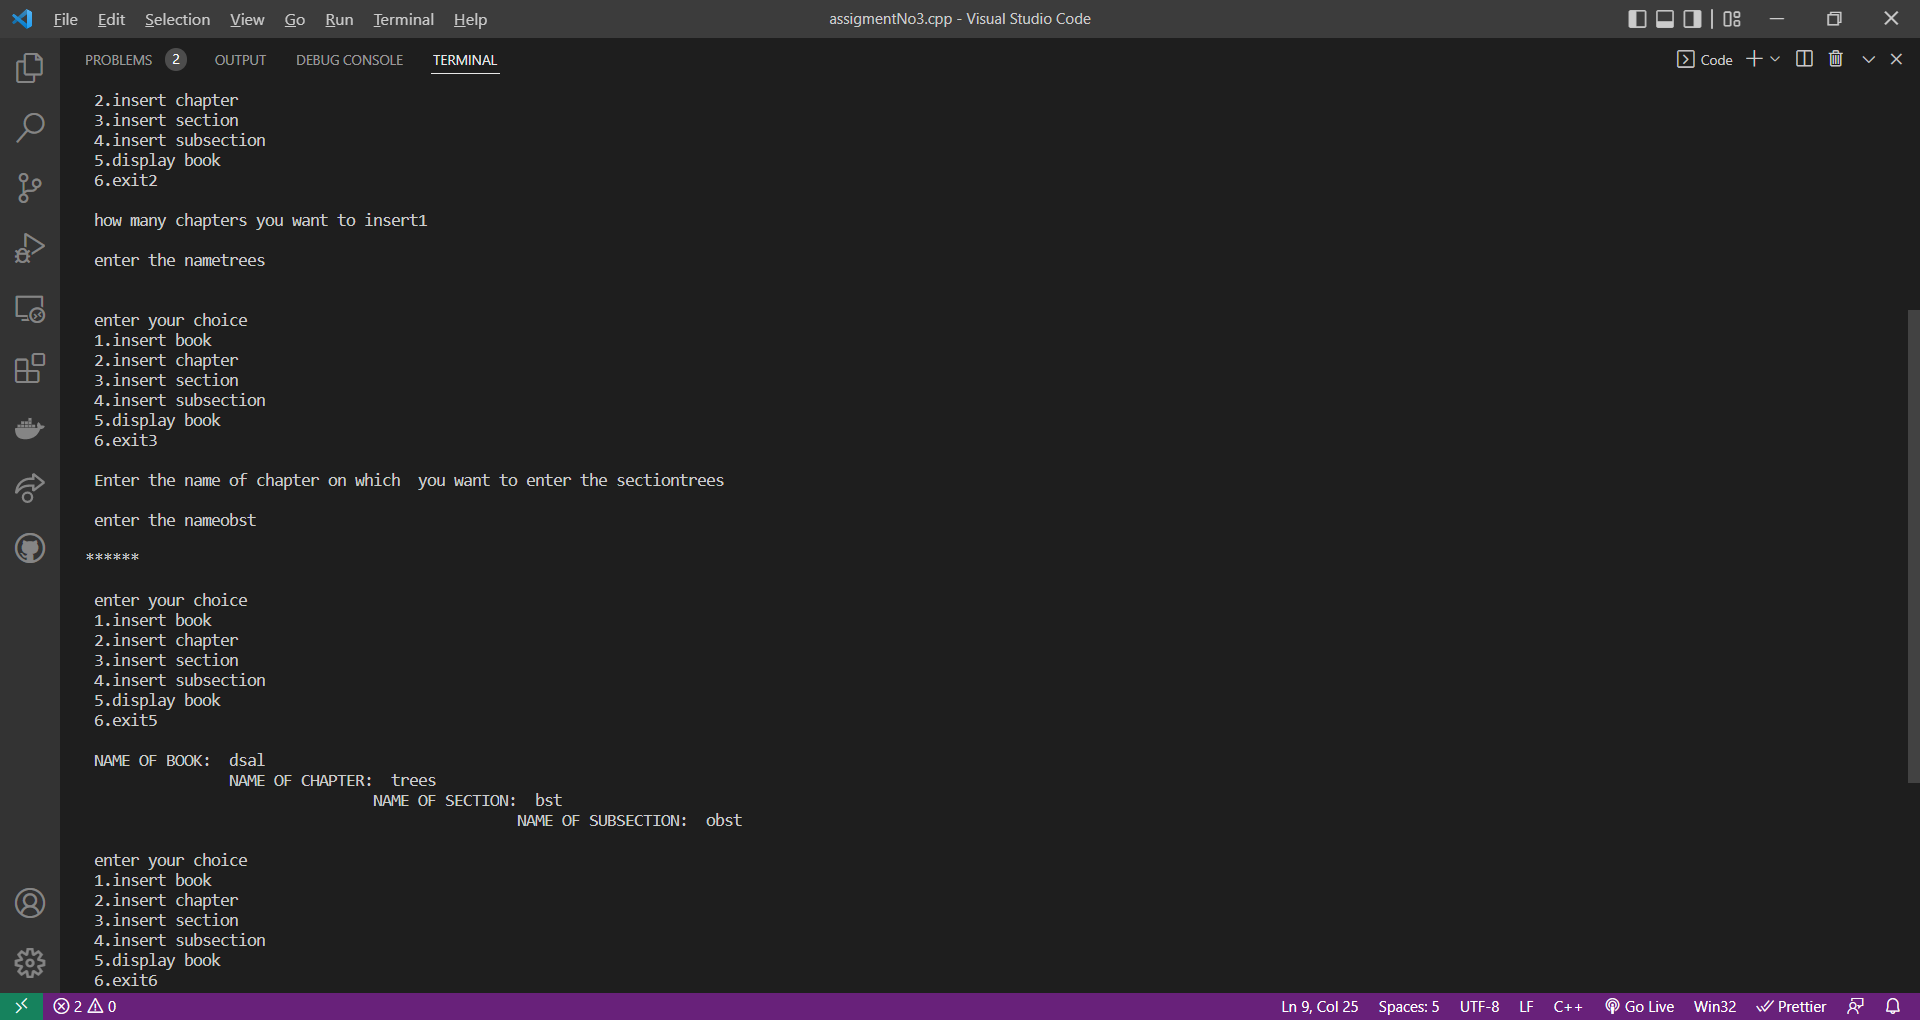 File Edit Selection View Go Run Terminal Help assigmentNo3.cpp - Visual Studio Code
PROBLEMS 2 OUTPUT DEBUG CONSOLE TERMINAL Code
2.insert chapter
3.insert section
4.insert subsection
5.display book
6.exit2
how many chapters you want to insert1
enter the nametrees
enter your choice
1.insert book
2.insert chapter
3.insert section
4.insert subsection
5.display book
6.exit3
Enter the name of chapter on which  you want to enter the sectiontrees
enter the nameobst
******
enter your choice
1.insert book
2.insert chapter
3.insert section
4.insert subsection
5.display book
6.exit5
NAME OF BOOK:  dsal
NAME OF CHAPTER:  trees
NAME OF SECTION:  bst
NAME OF SUBSECTION:  obst
enter your choice
1.insert book
2.insert chapter
3.insert section
4.insert subsection
5.display book
6.exit6
2 0 Ln 9, Col 25 Spaces: 5 UTF-8 LF C++ Go Live Win32 Prettier